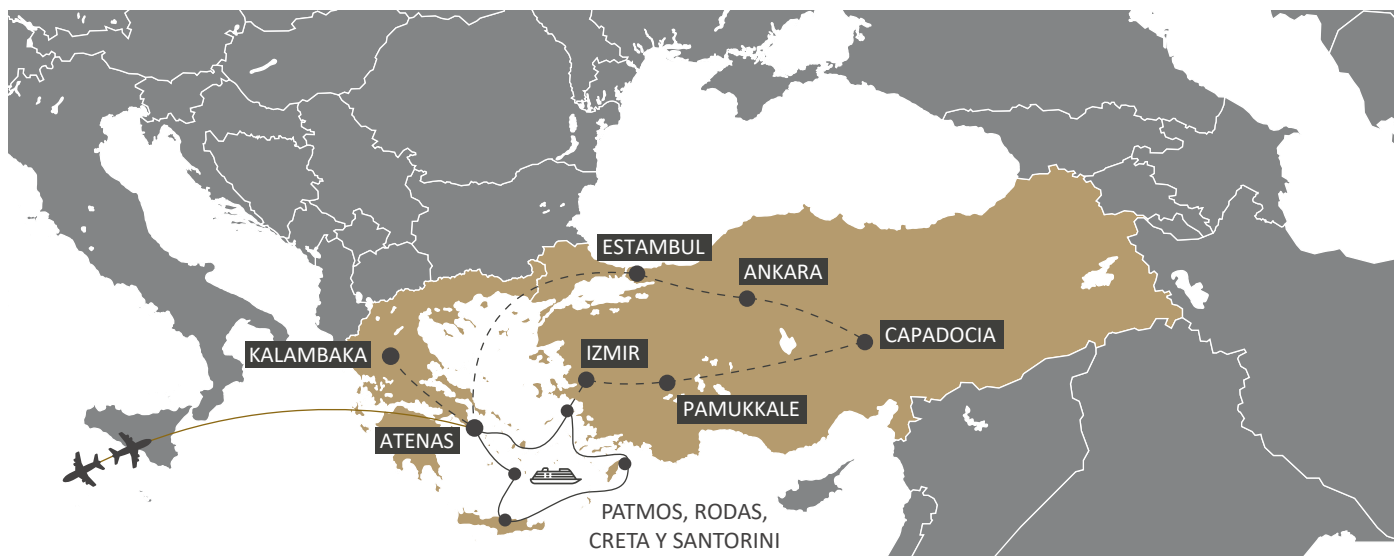 ESTAMBUL
ANKARA
CAPADOCIA
KALAMBAKA
IZMIR
PAMUKKALE
ATENAS
PATMOS, RODAS,
CRETA Y SANTORINI